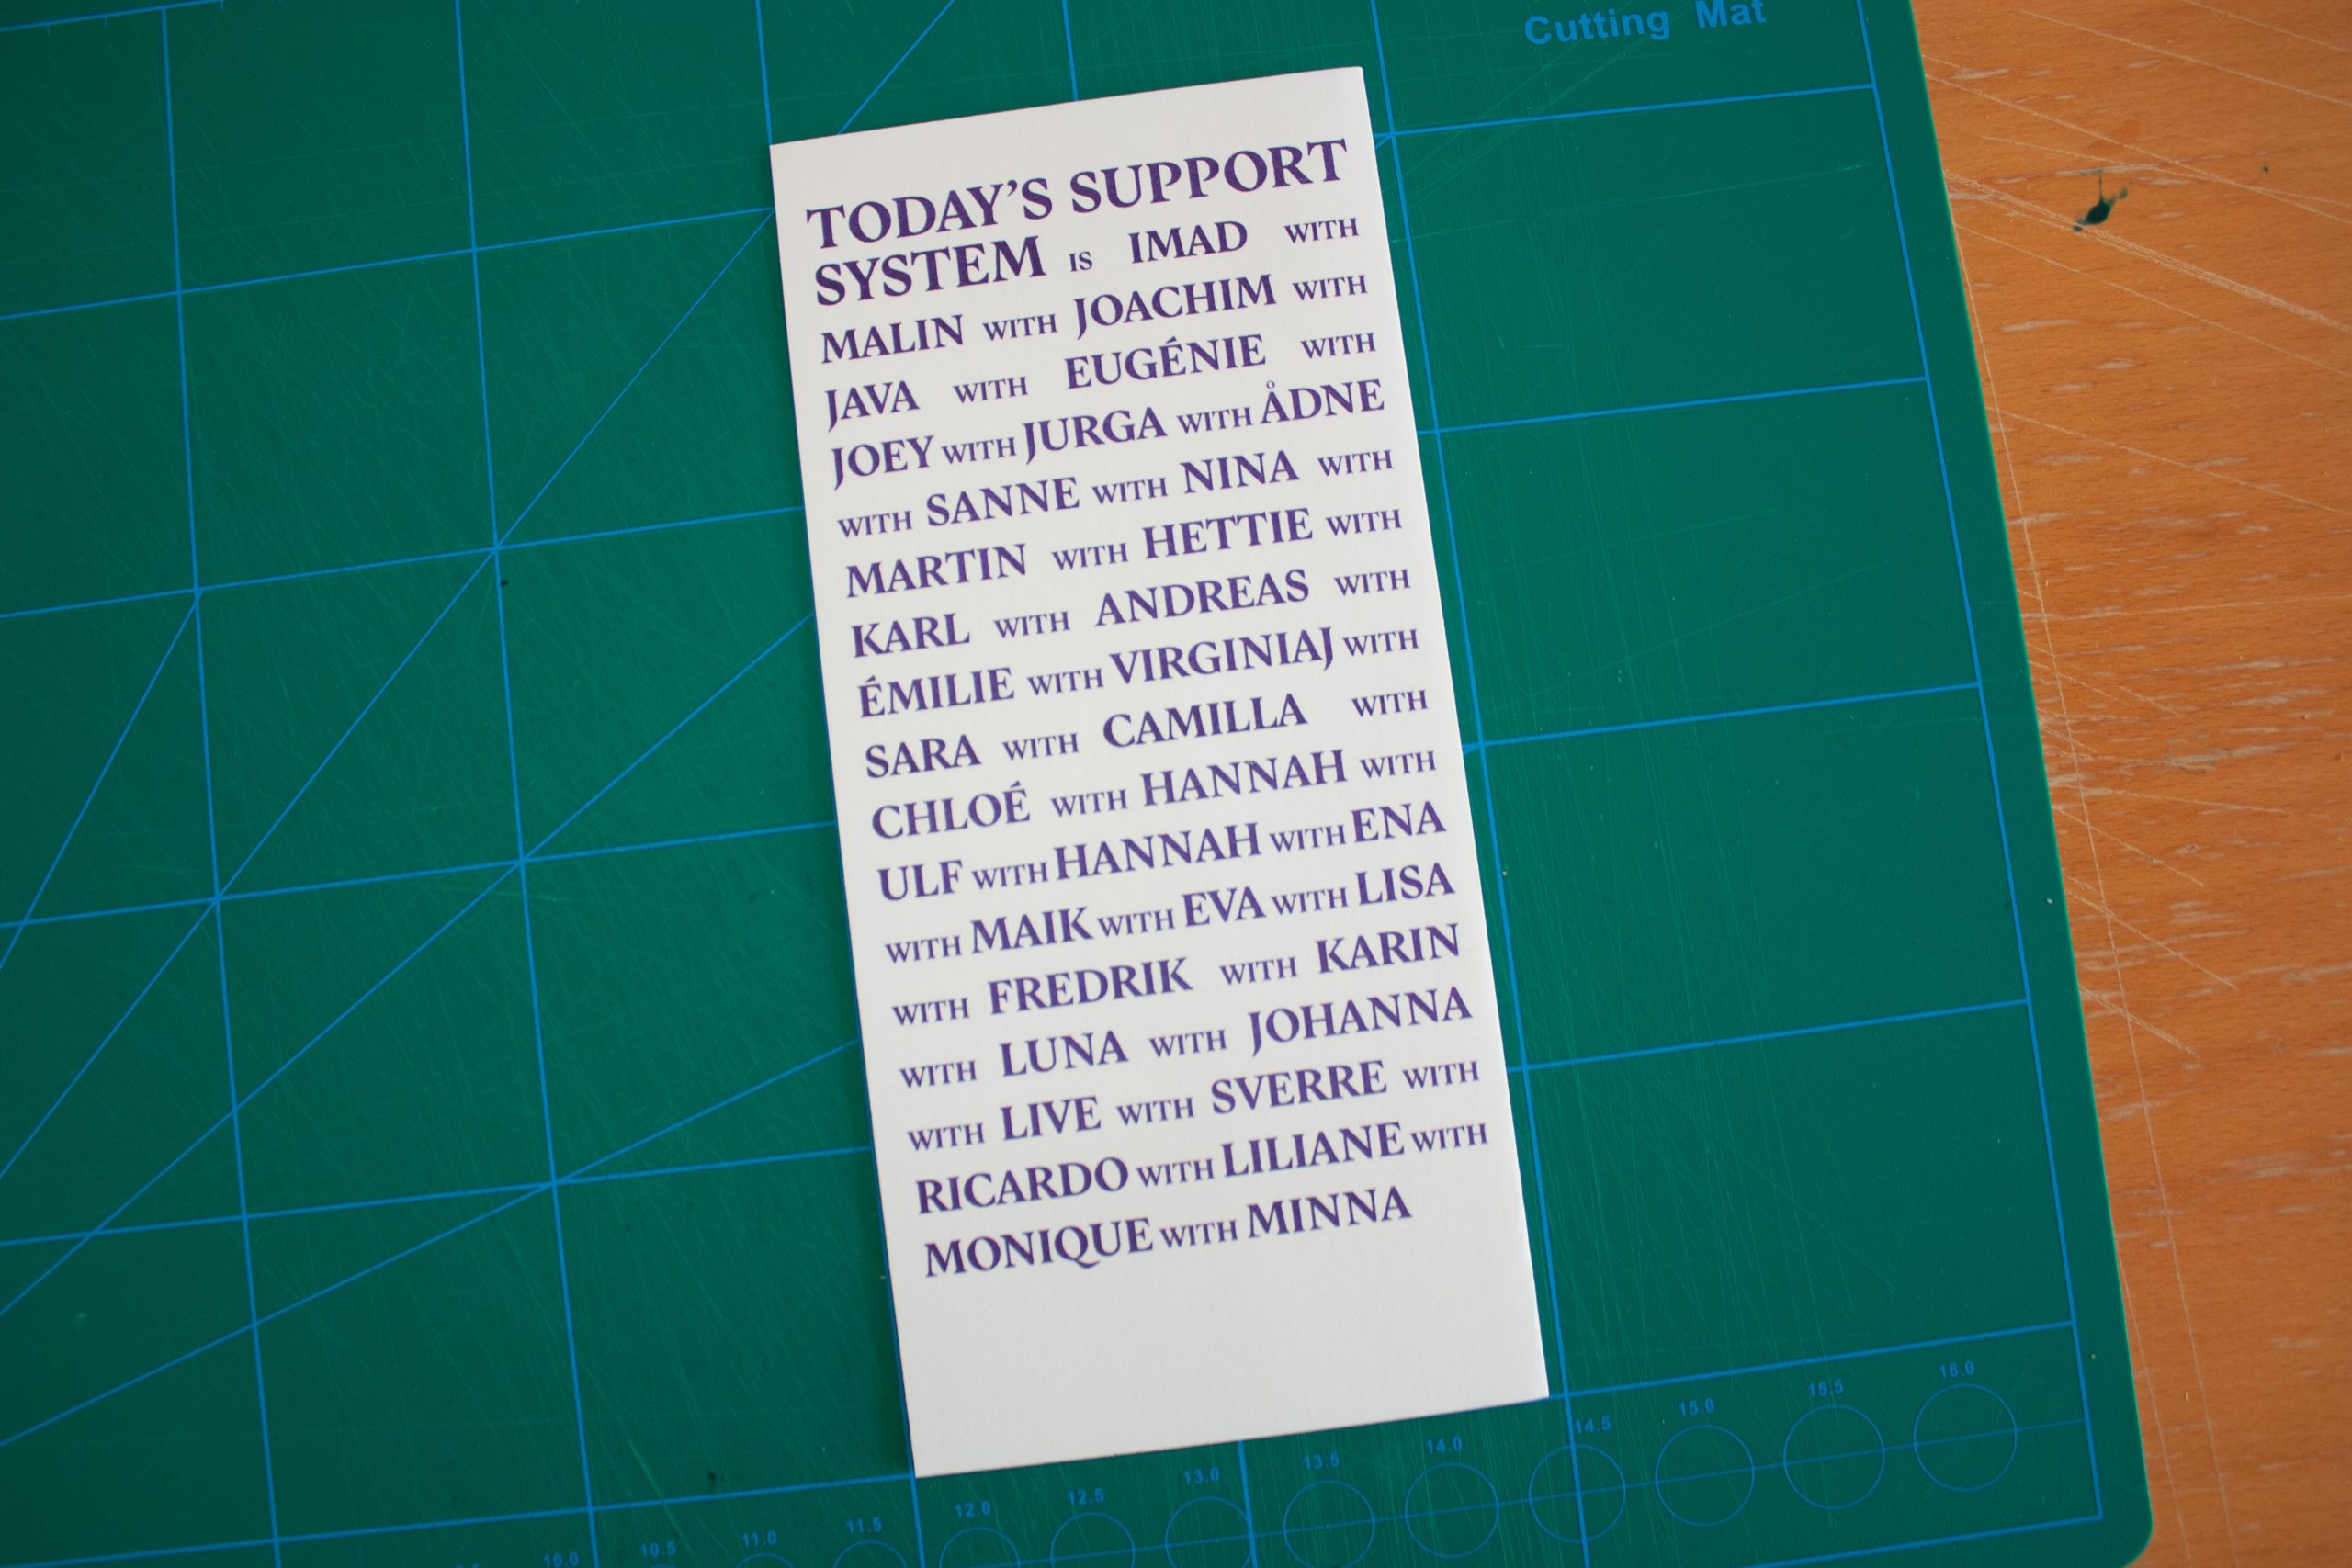 Cutting Mat
TODAY’S SUPPORT
SYSTEM IS IMAD WITH
MALIN WITH JOACHIM WITH
JAVA WITH EUGÉNIE WITH
JOEY WITH JURGA WITH ÅDNE
WITH SANNE WITH NINA WITH
MARTIN WITH HETTIE WITH
KARL WITH ANDREAS WITH
ÉMILIE WITH VIRGINIAJ WITH
SARA WITH CAMILLA WITH
CHLOÉ WITH HANNAH WITH
ULF WITH HANNAH WITH ENA
WITH MAIK WITH EVA WITH LISA
WITH FREDRIK WITH KARIN
WITH LUNA WITH JOHANNA
WITH LIVE WITH SVERRE WITH
RICARDO WITH LILIANE WITH
MONIQUE WITH MINNA
10.0 10.5 11.0 11.5 12.0 12.5 13.0 13.5 14.0 14.5 15.0 15.5 16.0